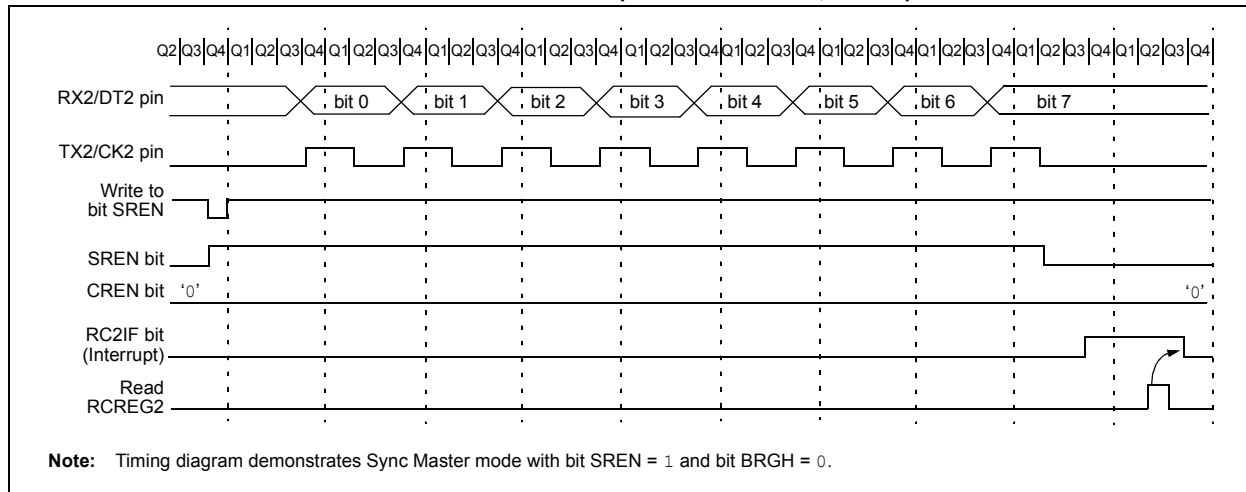 Q2|Q3|Q4|Q1|Q2|Q3|Q4|Q1|Q2|Q3|Q4|Q1|Q2|Q3|Q4|Q1|Q2|Q3|Q4|Q1|Q2|Q3|Q4|Q1|Q2|Q3|Q4|Q1|Q2|Q3|Q4|Q1|Q2|Q3|Q4|Q1|Q2|Q3|Q4|Q1|Q2|Q3|Q4
RX2/DT2 pin bit 0 bit 1 bit 2 bit 3 bit 4 bit 5 bit 6 bit 7
TX2/CK2 pin
Write to
bit SREN
SREN bit
CREN bit ‘0’ ‘0’
RC2IF bit
(Interrupt)
Read
RCREG2
Note: Timing diagram demonstrates Sync Master mode with bit SREN = 1 and bit BRGH = 0.